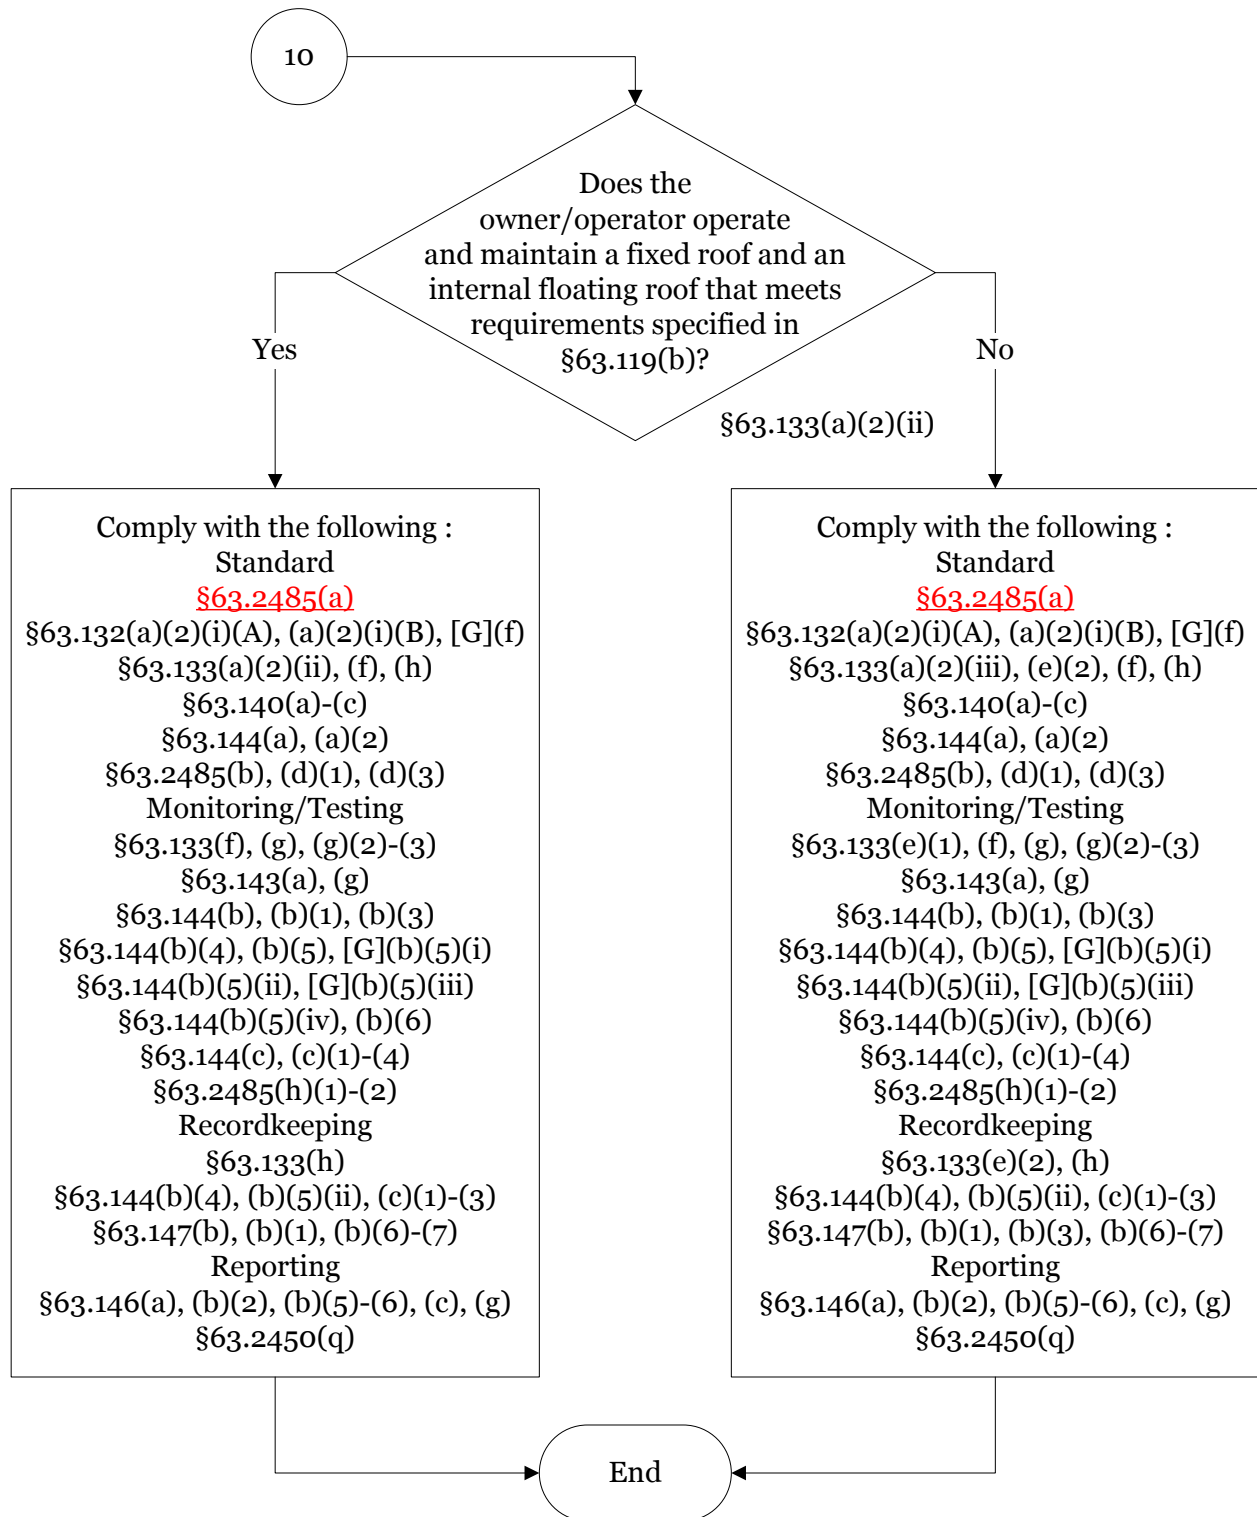 10
Does the
owner/operator operate
and maintain a fixed roof and an
internal floating roof that meets
requirements specified in
§63.119(b)?
Yes
No
§63.133(a)(2)(ii)
Comply with the following :
Standard
§63.2485(a)
§63.132(a)(2)(i)(A), (a)(2)(i)(B), [G](f)
§63.133(a)(2)(ii), (f), (h)
§63.140(a)-(c)
§63.144(a), (a)(2)
§63.2485(b), (d)(1), (d)(3)
Monitoring/Testing
§63.133(f), (g), (g)(2)-(3)
§63.143(a), (g)
§63.144(b), (b)(1), (b)(3)
§63.144(b)(4), (b)(5), [G](b)(5)(i)
§63.144(b)(5)(ii), [G](b)(5)(iii)
§63.144(b)(5)(iv), (b)(6)
§63.144(c), (c)(1)-(4)
§63.2485(h)(1)-(2)
Recordkeeping
§63.133(h)
§63.144(b)(4), (b)(5)(ii), (c)(1)-(3)
§63.147(b), (b)(1), (b)(6)-(7)
Reporting
§63.146(a), (b)(2), (b)(5)-(6), (c), (g)
§63.2450(q)
Comply with the following :
Standard
§63.2485(a)
§63.132(a)(2)(i)(A), (a)(2)(i)(B), [G](f)
§63.133(a)(2)(iii), (e)(2), (f), (h)
§63.140(a)-(c)
§63.144(a), (a)(2)
§63.2485(b), (d)(1), (d)(3)
Monitoring/Testing
§63.133(e)(1), (f), (g), (g)(2)-(3)
§63.143(a), (g)
§63.144(b), (b)(1), (b)(3)
§63.144(b)(4), (b)(5), [G](b)(5)(i)
§63.144(b)(5)(ii), [G](b)(5)(iii)
§63.144(b)(5)(iv), (b)(6)
§63.144(c), (c)(1)-(4)
§63.2485(h)(1)-(2)
Recordkeeping
§63.133(e)(2), (h)
§63.144(b)(4), (b)(5)(ii), (c)(1)-(3)
§63.147(b), (b)(1), (b)(3), (b)(6)-(7)
Reporting
§63.146(a), (b)(2), (b)(5)-(6), (c), (g)
§63.2450(q)
End